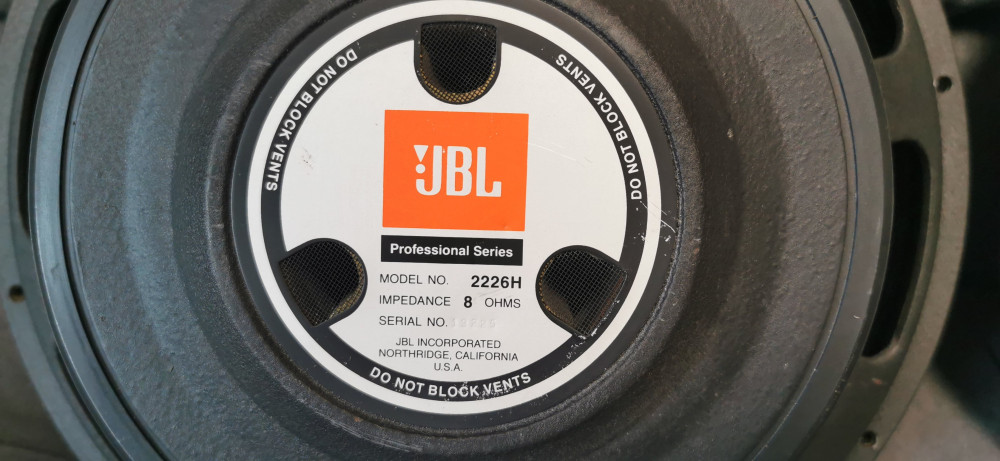 DO NOT BLOCK VENTS
DO NOT BLOCK VENTS
JBL
Professional Series
MODEL NO. 2226H
IMPEDANCE 8 OHMS
SERIAL NO.
JBL INCORPORATED
NORTHRIDGE, CALIFORNIA
U.S.A.
DO NOT BLOCK VENTS